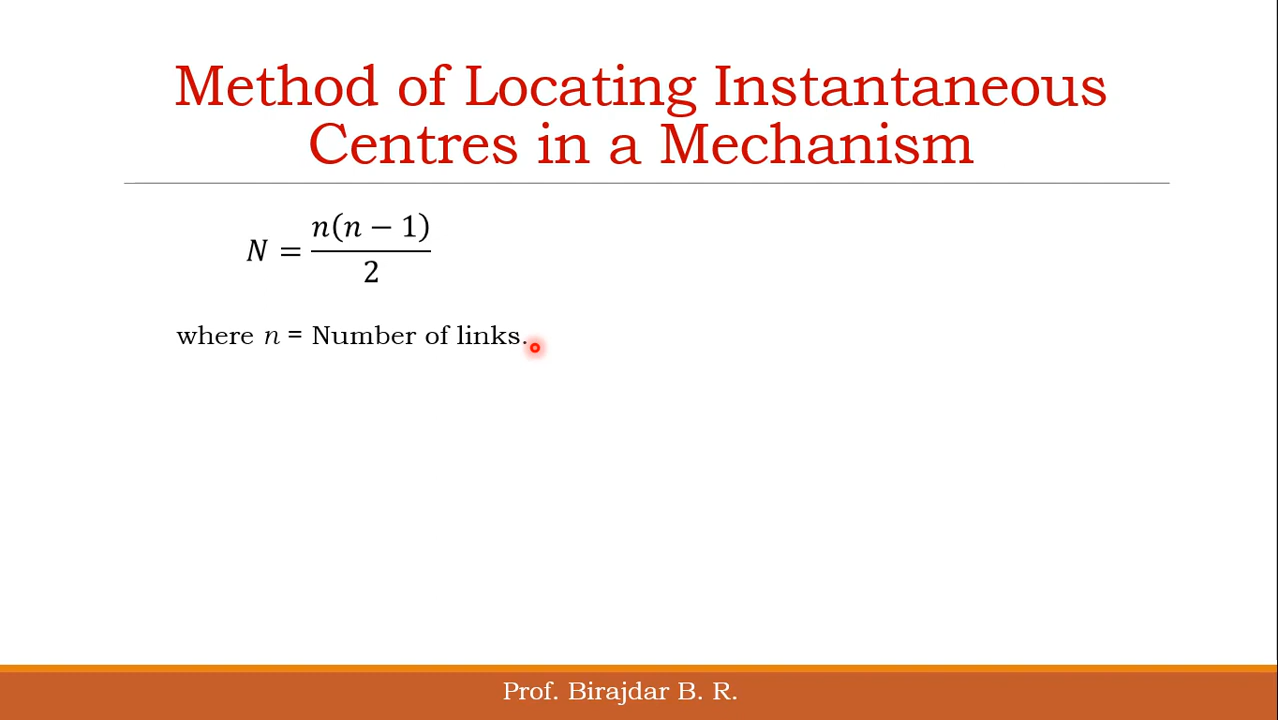 Method of Locating Instantaneous
Centres in a Mechanism
N = n(n − 1)/2
where n = Number of links.
Prof. Birajdar B. R.